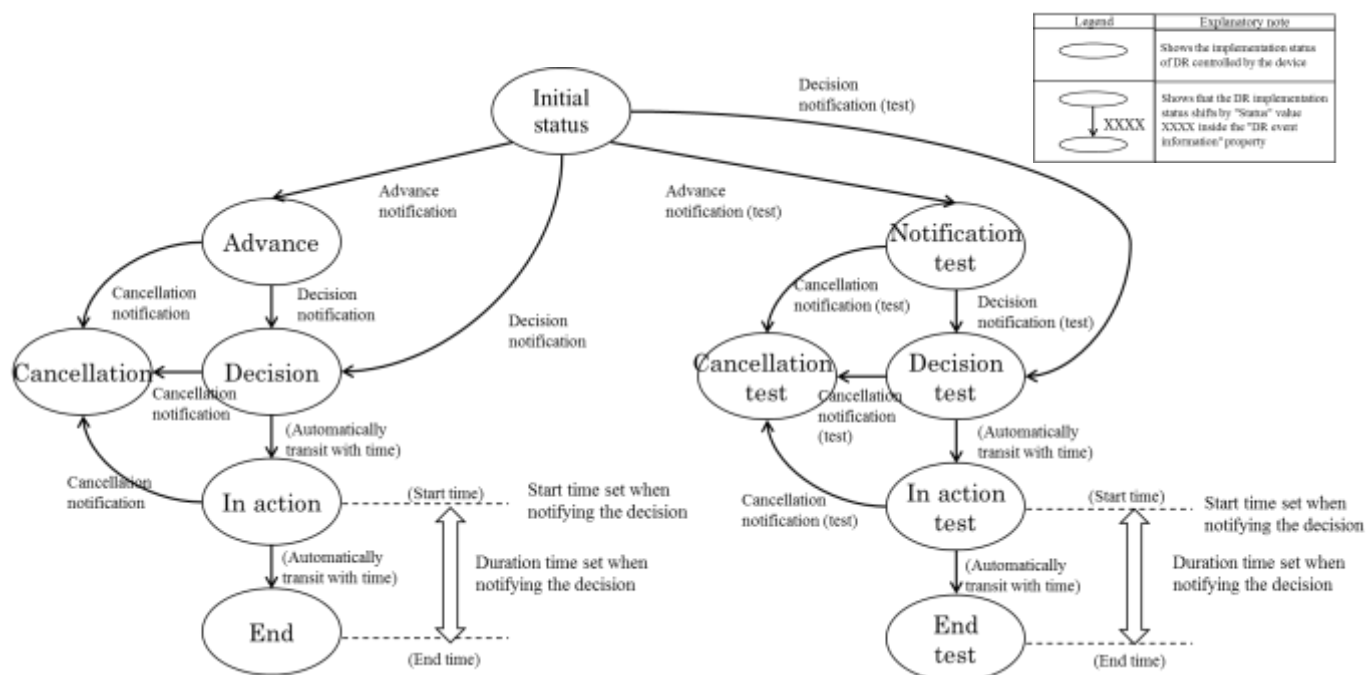 Legend
Explanatory note
Shows the implementation status
of DR controlled by the device
XXXX
Shows that the DR implementation
status shifts by "Status" value
XXXX inside the "DR event
information" property
Initial
status
Decision
notification (test)
Advance
notification
Advance
notification (test)
Advance
Notification
test
Cancellation
notification
Decision
notification
Decision
notification
Cancellation
notification (test)
Decision
notification (test)
Cancellation
Decision
Cancellation
notification
Cancellation
test
Decision
test
Cancellation
notification
(test)
(Automatically
transit with time)
(Automatically
transit with time)
Cancellation
notification
In action
(Start time)
Start time set when
notifying the decision
Cancellation
notification (test)
In action
test
(Start time)
Start time set when
notifying the decision
(Automatically
transit with time)
Duration time set when
notifying the decision
(Automatically
transit with time)
Duration time set when
notifying the decision
End
(End time)
End
test
(End time)